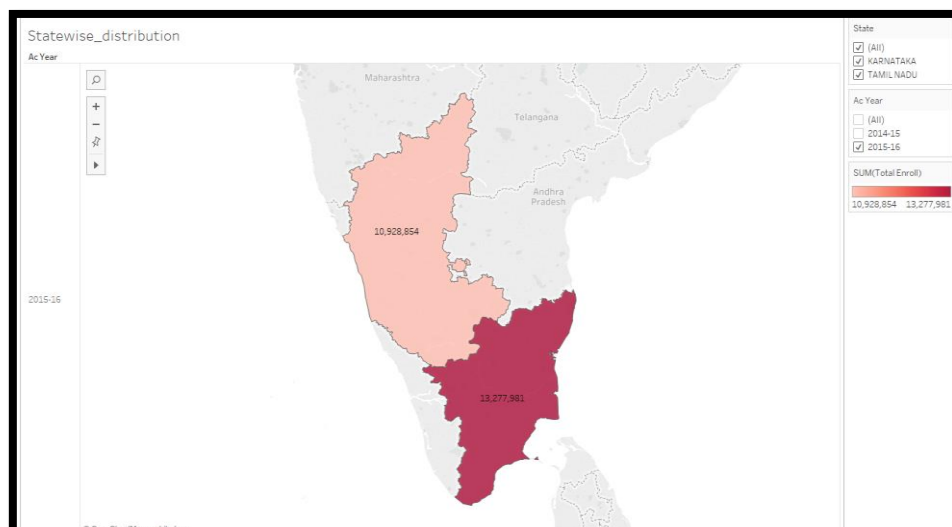 Statewise_distribution
Ac Year
2015-16
Maharashtra
Telangana
Andhra
Pradesh
10,928,854
13,277,981
State
(All)
KARNATAKA
TAMIL NADU
Ac Year
(All)
2014-15
2015-16
SUM(Total Enroll)
10,928,854 13,277,981